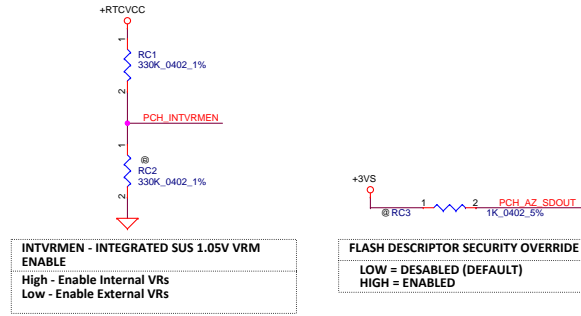 +RTCVCC
1
RC1
330K_0402_1%
2
PCH_INTVRMEN
1
@
RC2
330K_0402_1%
2
+3VS
@ RC3 1 2 PCH_AZ_SDOUT
1K_0402_5%
INTVRMEN - INTEGRATED SUS 1.05V VRM
ENABLE
High - Enable Internal VRs
Low - Enable External VRs
FLASH DESCRIPTOR SECURITY OVERRIDE
LOW = DESABLED (DEFAULT)
HIGH = ENABLED